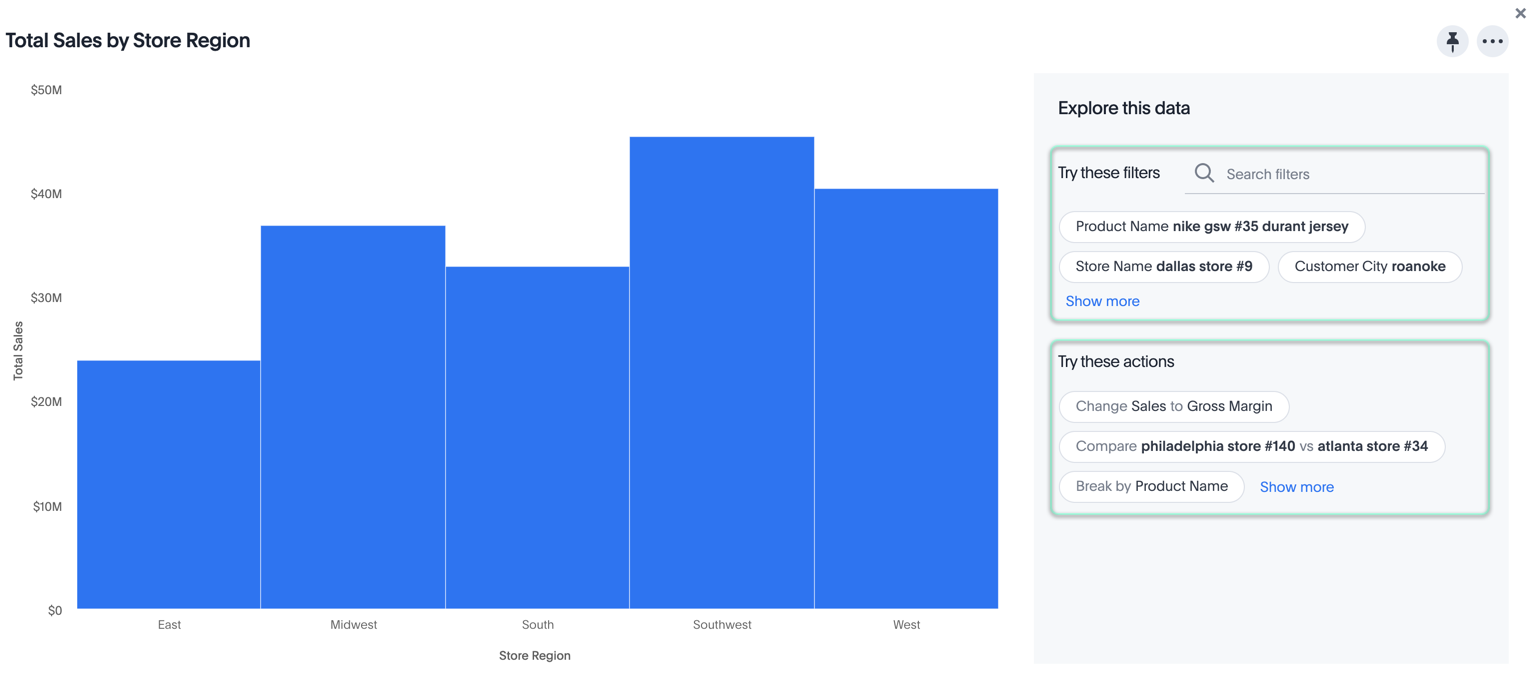 Total Sales by Store Region
$50M
$40M
$30M
$20M
$10M
$0
Total Sales
East
Midwest
South
Southwest
West
Store Region
Explore this data
Try these filters
Search filters
Product Name nike gsw #35 durant jersey
Store Name dallas store #9
Customer City roanoke
Show more
Try these actions
Change Sales to Gross Margin
Compare philadelphia store #140 vs atlanta store #34
Break by Product Name
Show more